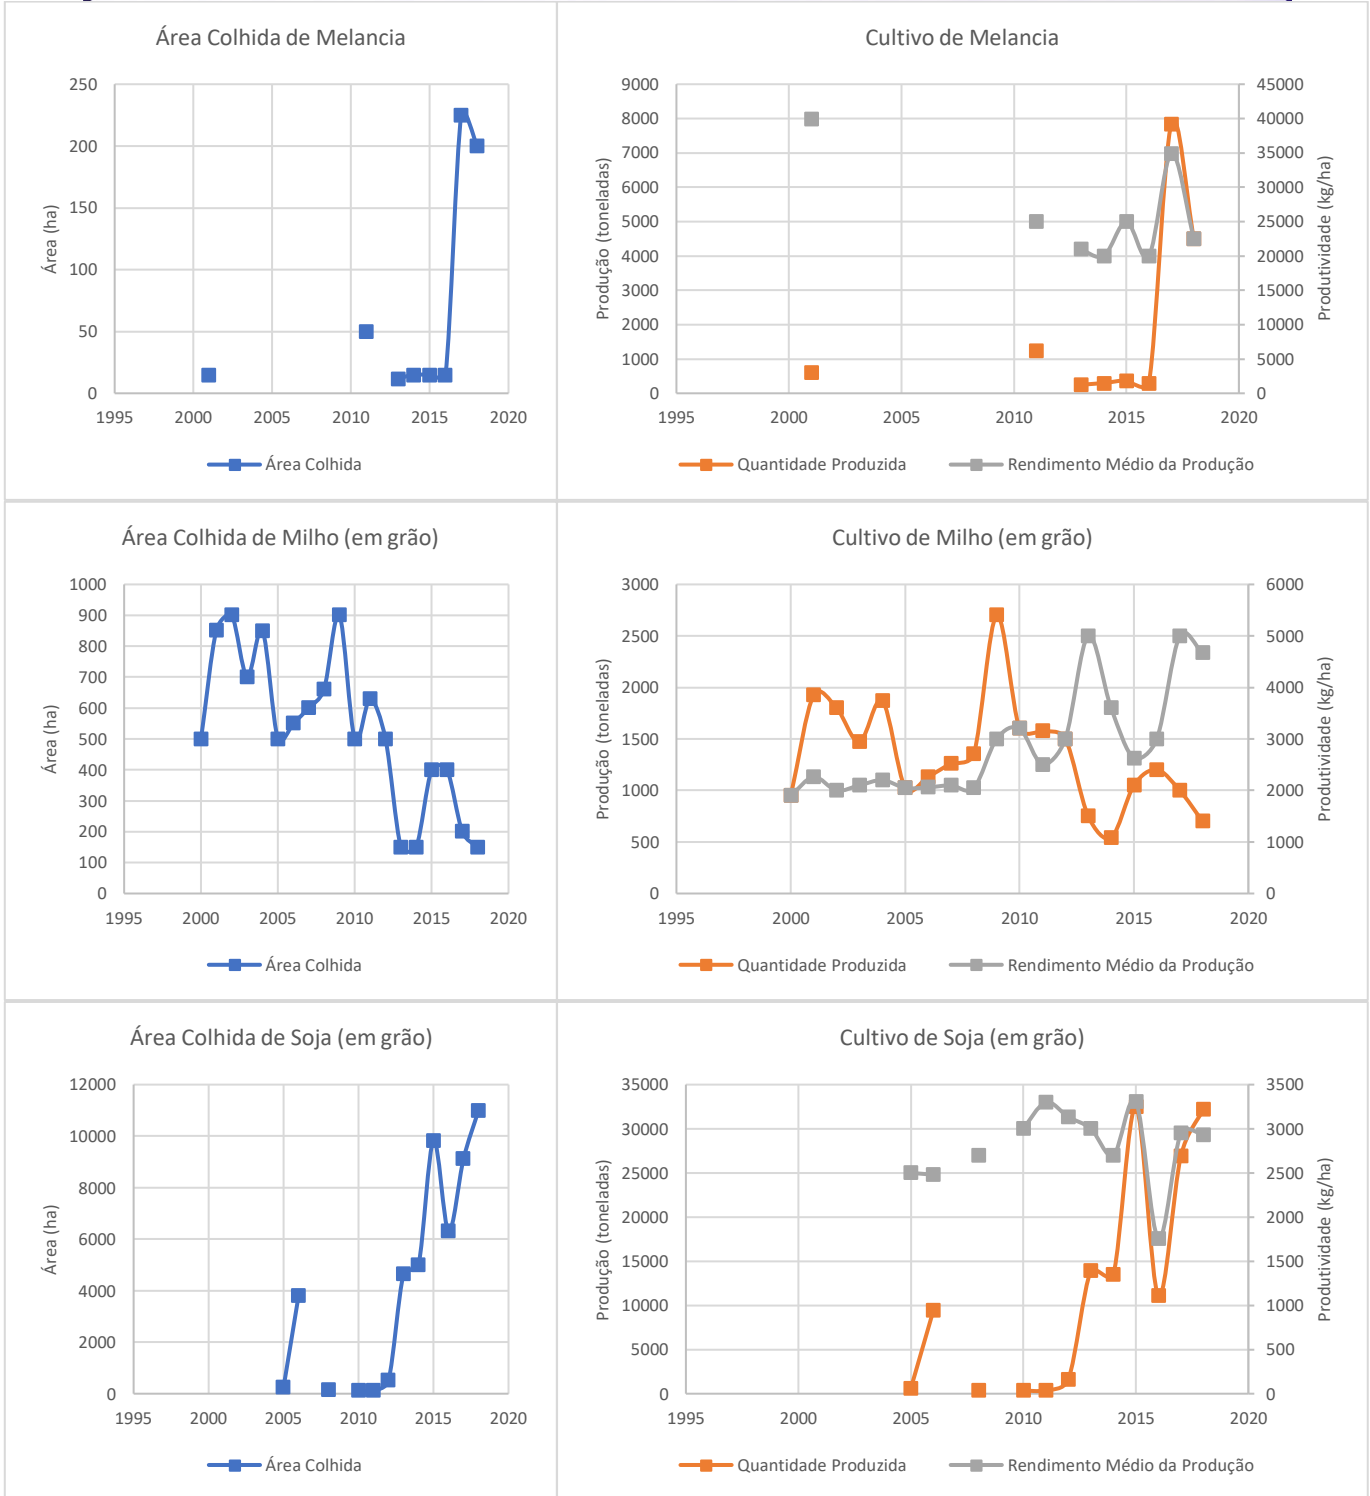 Área Colhida de Melancia
250
200
150
100
50
0
Área (ha)
1995 2000 2005 2010 2015 2020
Área Colhida
Cultivo de Melancia
9000
8000
7000
6000
5000
4000
3000
2000
1000
0
Produção (toneladas)
45000
40000
35000
30000
25000
20000
15000
10000
5000
0
Produtividade (kg/ha)
1995 2000 2005 2010 2015 2020
Quantidade Produzida Rendimento Médio da Produção
Área Colhida de Milho (em grão)
1000
900
800
700
600
500
400
300
200
100
0
Área (ha)
1995 2000 2005 2010 2015 2020
Área Colhida
Cultivo de Milho (em grão)
3000
2500
2000
1500
1000
500
0
Produção (toneladas)
6000
5000
4000
3000
2000
1000
0
Produtividade (kg/ha)
1995 2000 2005 2010 2015 2020
Quantidade Produzida Rendimento Médio da Produção
Área Colhida de Soja (em grão)
12000
10000
8000
6000
4000
2000
0
Área (ha)
1995 2000 2005 2010 2015 2020
Área Colhida
Cultivo de Soja (em grão)
35000
30000
25000
20000
15000
10000
5000
0
Produção (toneladas)
3500
3000
2500
2000
1500
1000
500
0
Produtividade (kg/ha)
1995 2000 2005 2010 2015 2020
Quantidade Produzida Rendimento Médio da Produção